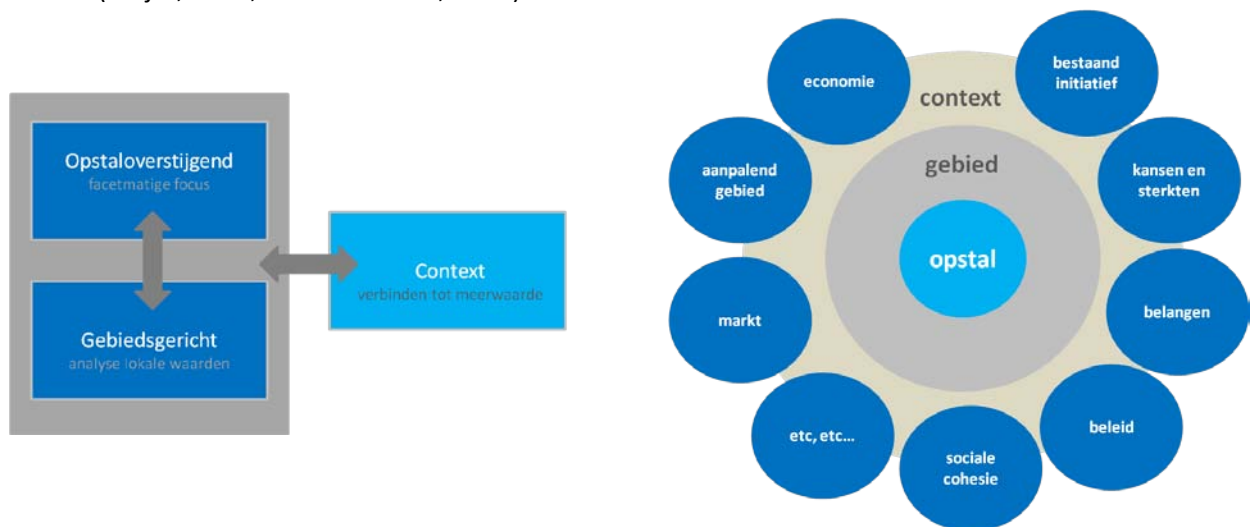 Opstaloverstijgend
facetmatige focus
Gebiedsgericht
analyse lokale waarden
Context
verbinden tot meerwaarde
economie
bestaand
initiatief
context
aanpalend
gebied
gebied
kansen en
sterkten
opstal
markt
belangen
etc, etc...
beleid
sociale
cohesie